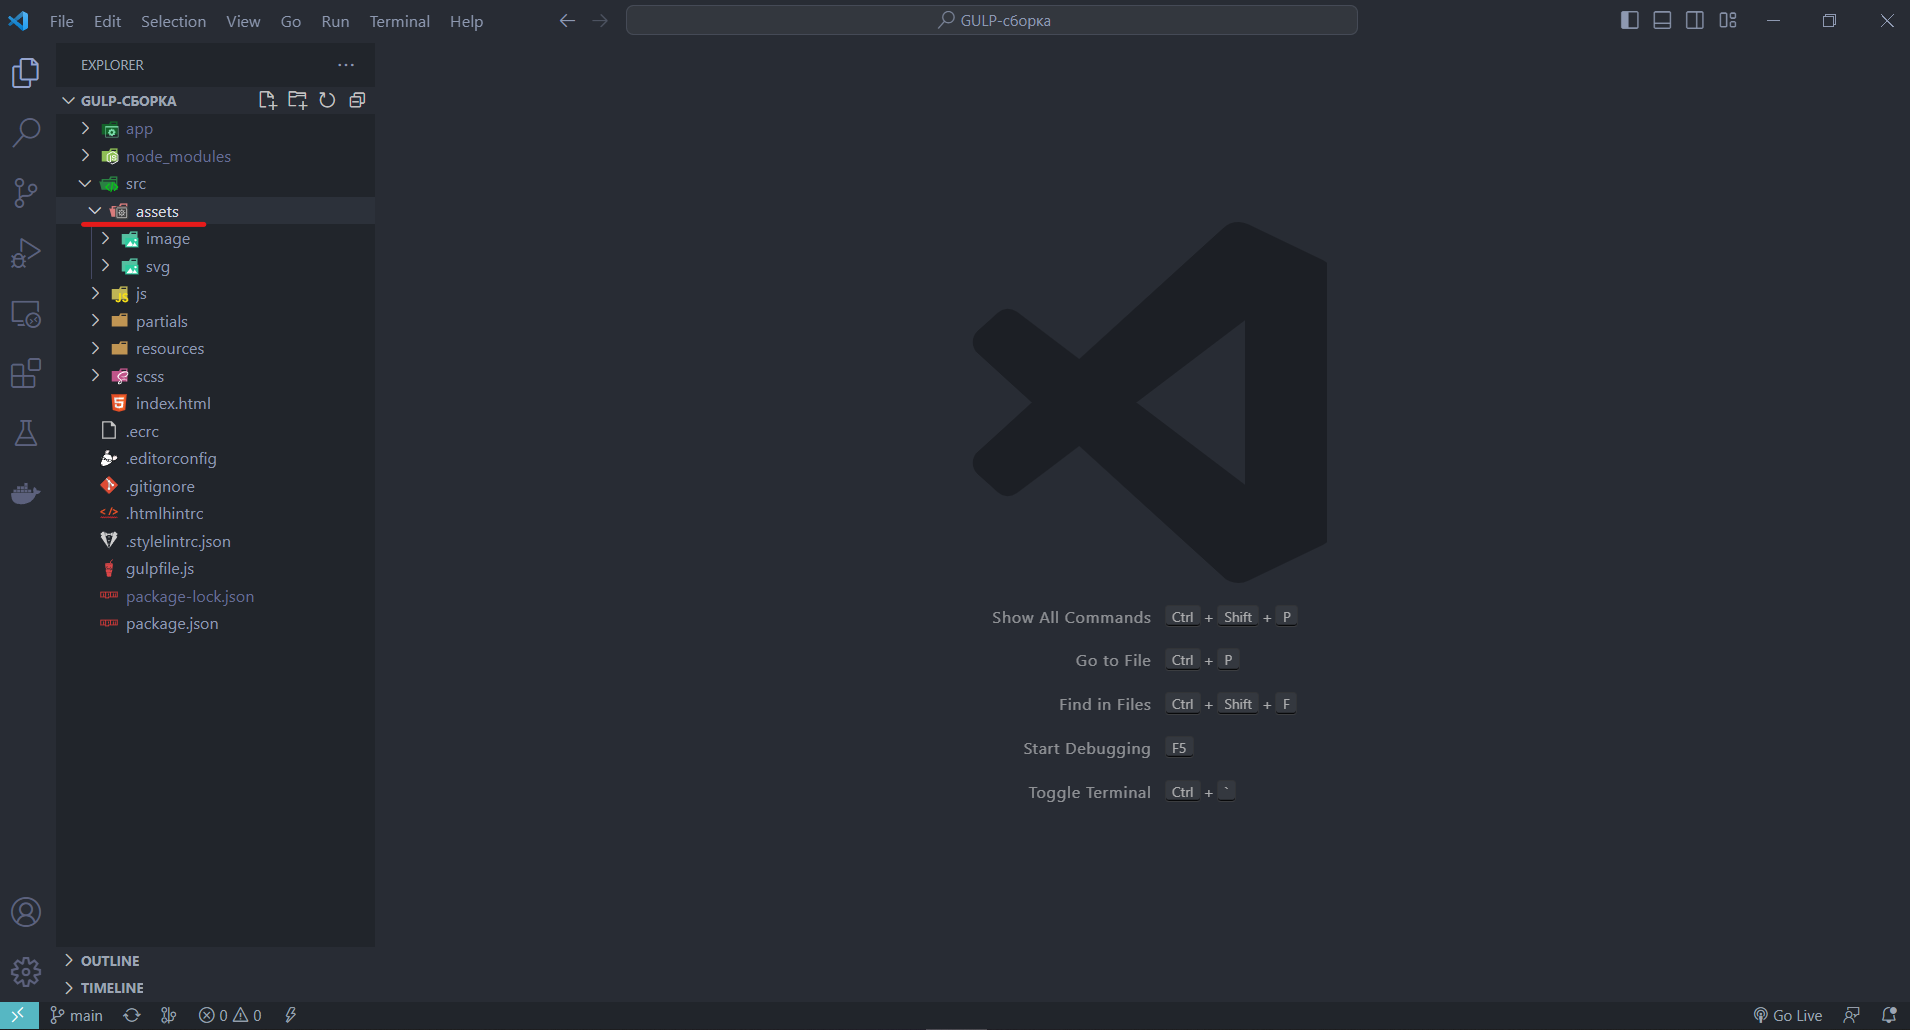 File Edit Selection View Go Run Terminal Help
GULP-сборка
EXPLORER
GULP-СБОРКА
app
node_modules
src
assets
image
svg
js
partials
resources
scss
index.html
.ecrc
.editorconfig
.gitignore
.htmlhintrc
.stylelintrc.json
gulpfile.js
package-lock.json
package.json
Show All Commands Ctrl + Shift + P
Go to File Ctrl + P
Find in Files Ctrl + Shift + F
Start Debugging F5
Toggle Terminal Ctrl + `
OUTLINE
TIMELINE
main 0 0 Go Live